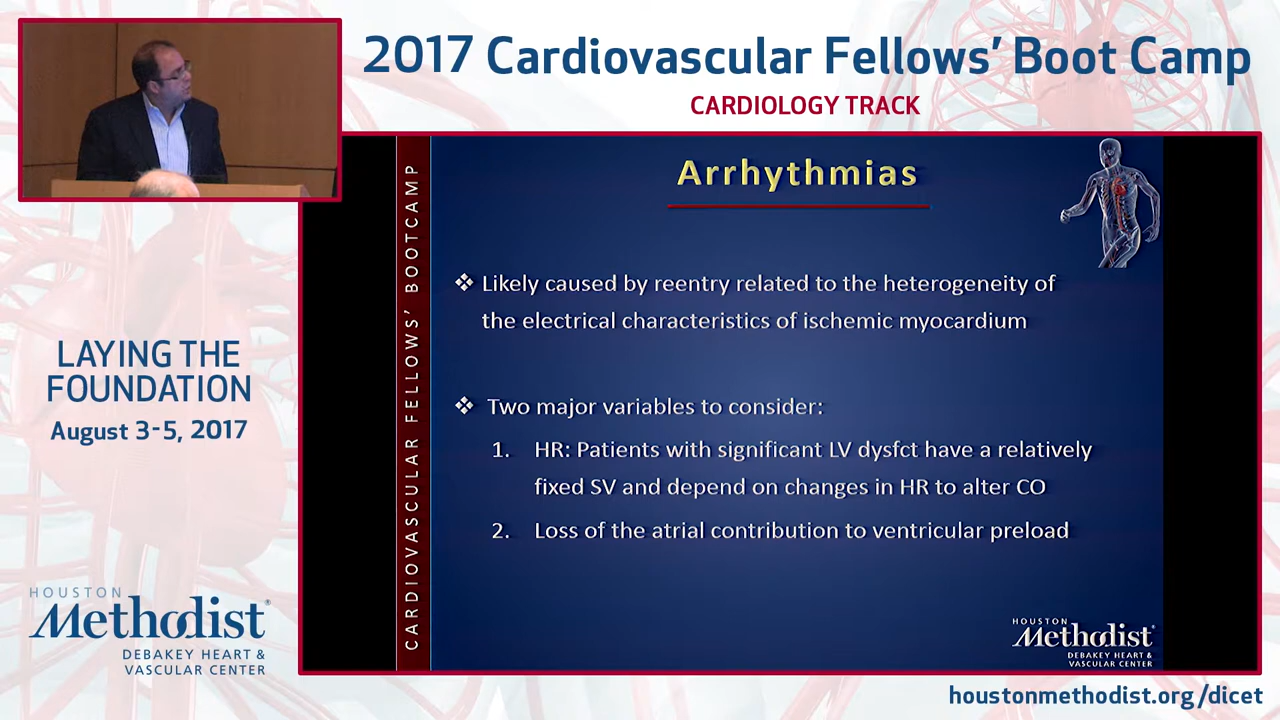 2017 Cardiovascular Fellows’ Boot Camp
CARDIOLOGY TRACK
LAYING THE
FOUNDATION
August 3-5, 2017
HOUSTON
Methodist®
DEBAKEY HEART &
VASCULAR CENTER
CARDIOVASCULAR FELLOWS’ BOOTCAMP
Arrhythmias
❖ Likely caused by reentry related to the heterogeneity of
the electrical characteristics of ischemic myocardium
❖ Two major variables to consider:
1. HR: Patients with significant LV dysfct have a relatively
fixed SV and depend on changes in HR to alter CO
2. Loss of the atrial contribution to ventricular preload
HOUSTON
Methodist®
DEBAKEY HEART &
VASCULAR CENTER
houstonmethodist.org/dicet